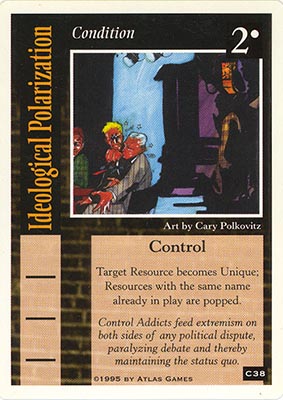 Ideological Polarization
Condition
2•
Art by Cary Polkovitz
Control
Target Resource becomes Unique;
Resources with the same name
already in play are popped.
Control Addicts feed extremism on
both sides of any political dispute,
paralyzing debate and thereby
maintaining the status quo.
©1995 by Atlas Games
C38